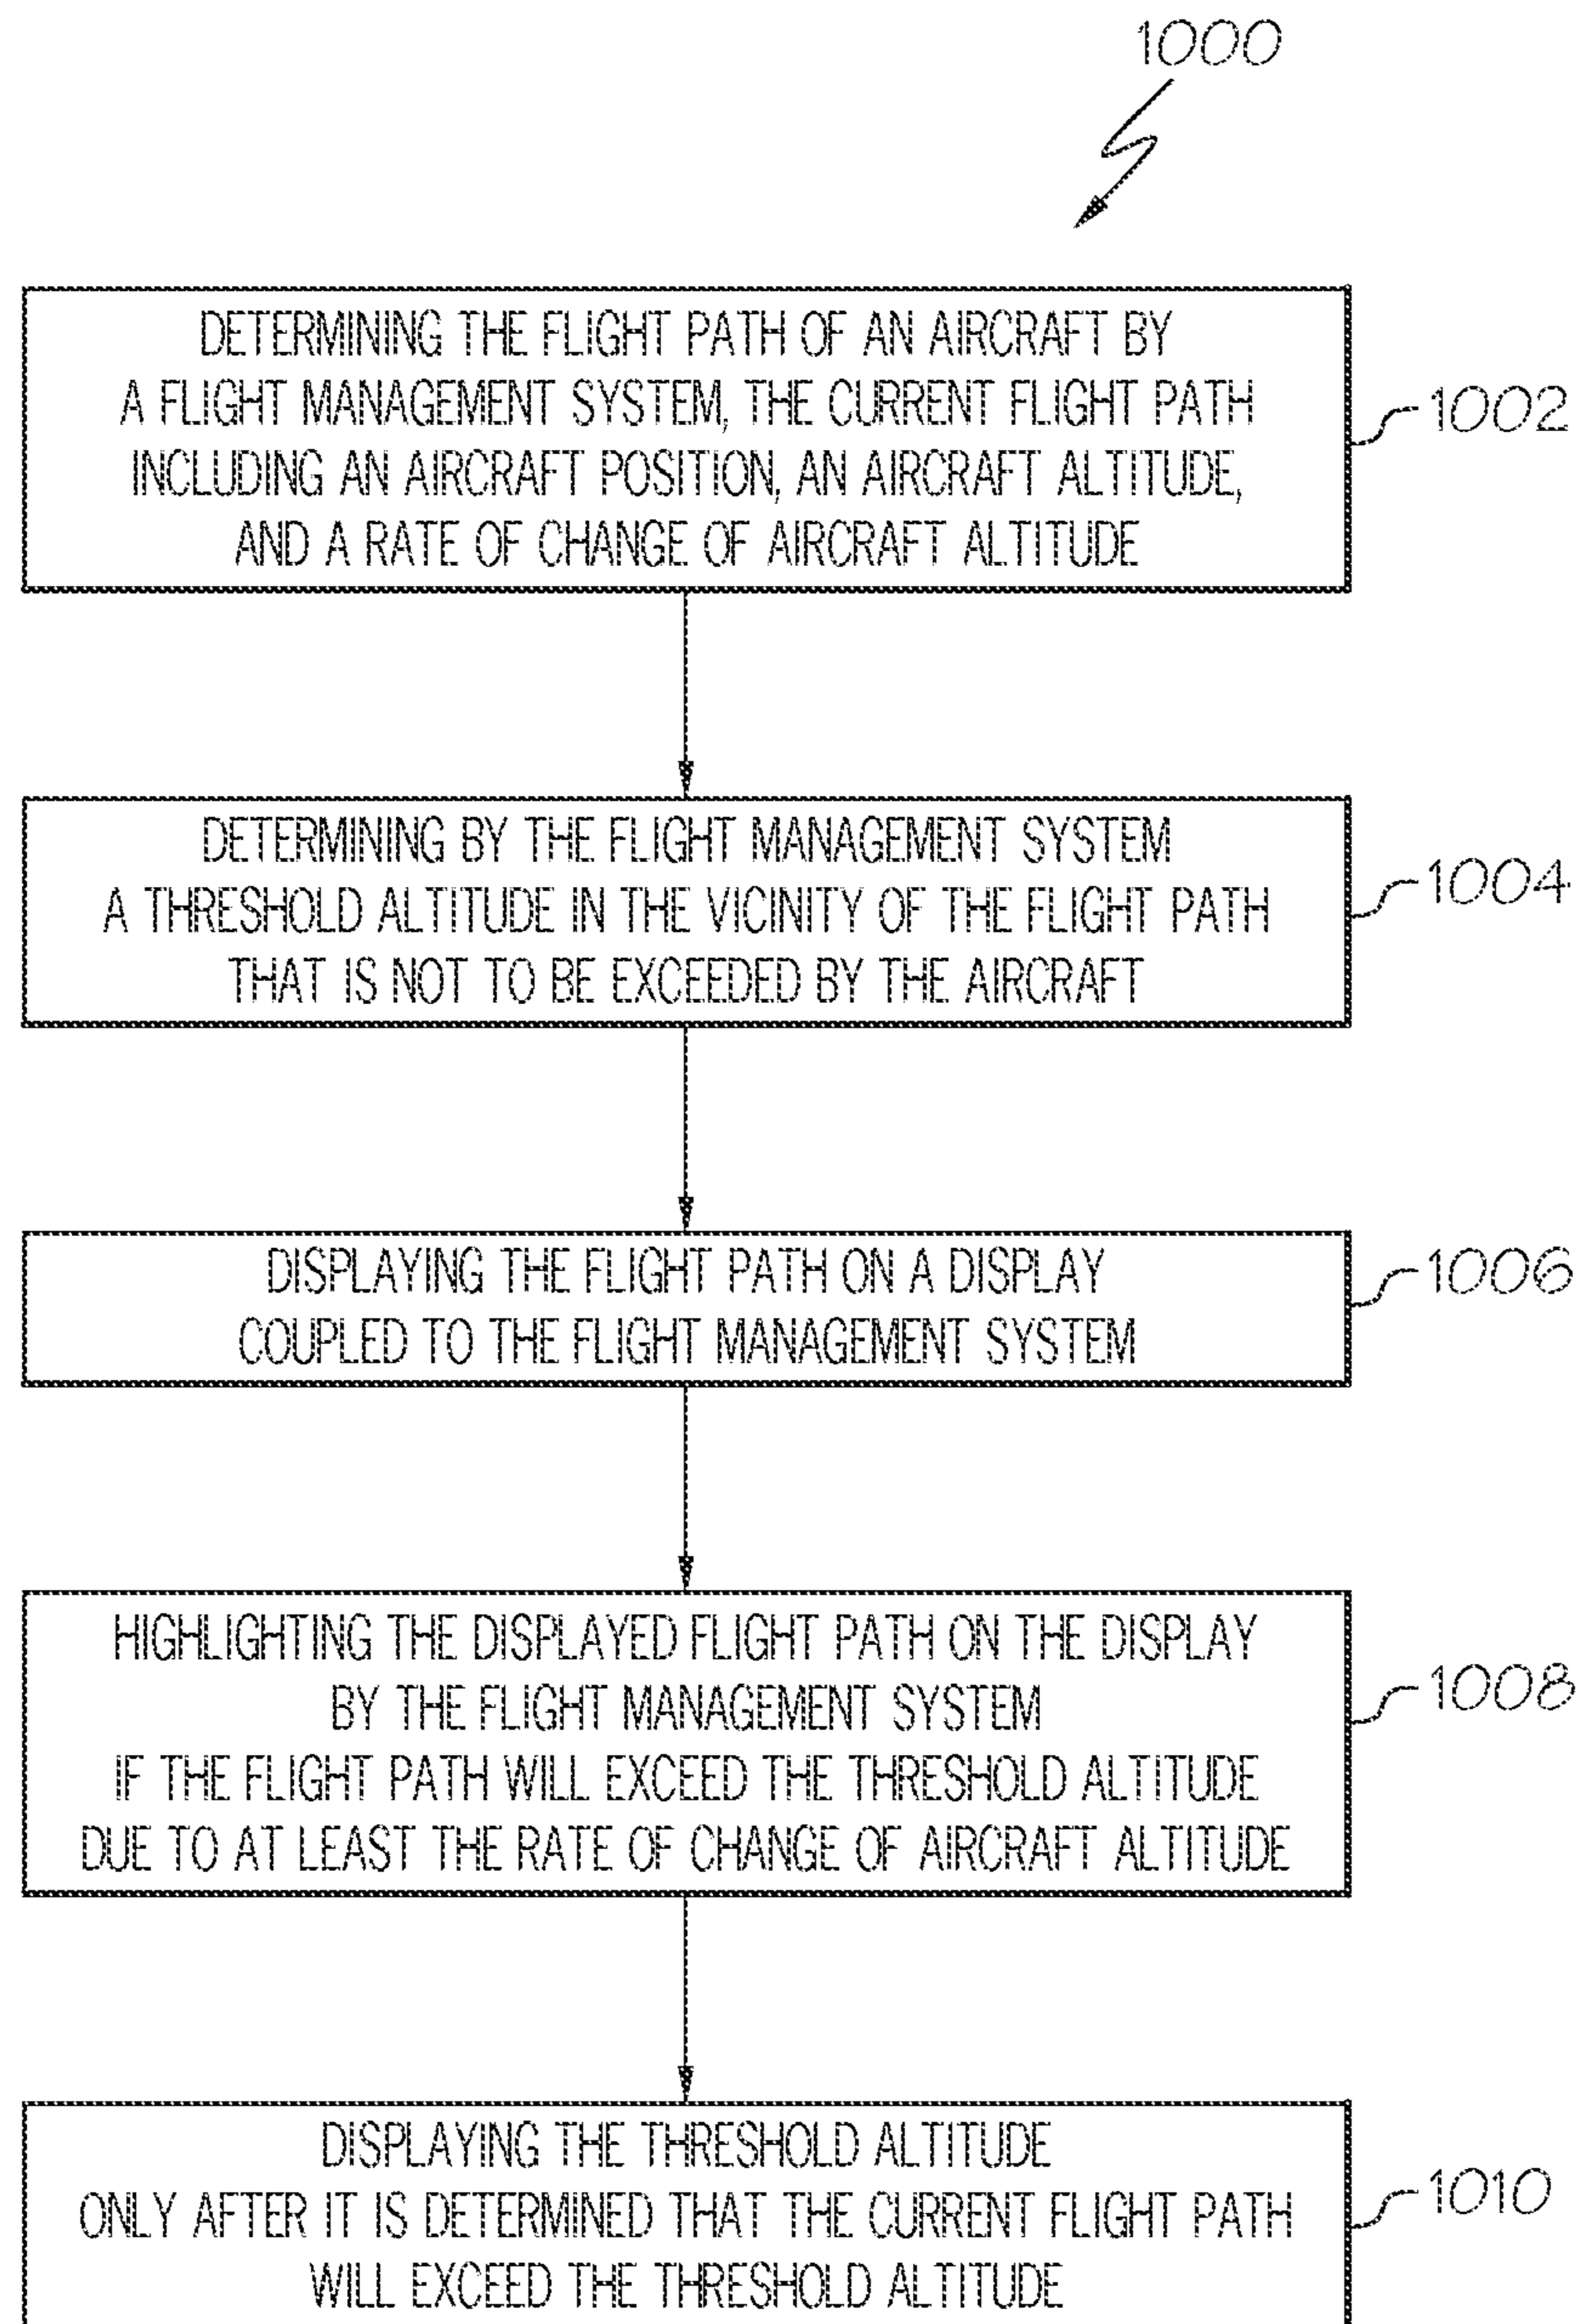 1000
DETERMINING THE FLIGHT PATH OF AN AIRCRAFT BY
A FLIGHT MANAGEMENT SYSTEM, THE CURRENT FLIGHT PATH
INCLUDING AN AIRCRAFT POSITION, AN AIRCRAFT ALTITUDE,
AND A RATE OF CHANGE OF AIRCRAFT ALTITUDE
1002
DETERMINING BY THE FLIGHT MANAGEMENT SYSTEM
A THRESHOLD ALTITUDE IN THE VICINITY OF THE FLIGHT PATH
THAT IS NOT TO BE EXCEEDED BY THE AIRCRAFT
1004
DISPLAYING THE FLIGHT PATH ON A DISPLAY
COUPLED TO THE FLIGHT MANAGEMENT SYSTEM
1006
HIGHLIGHTING THE DISPLAYED FLIGHT PATH ON THE DISPLAY
BY THE FLIGHT MANAGEMENT SYSTEM
IF THE FLIGHT PATH WILL EXCEED THE THRESHOLD ALTITUDE
DUE TO AT LEAST THE RATE OF CHANGE OF AIRCRAFT ALTITUDE
1008
DISPLAYING THE THRESHOLD ALTITUDE
ONLY AFTER IT IS DETERMINED THAT THE CURRENT FLIGHT PATH
WILL EXCEED THE THRESHOLD ALTITUDE
1010